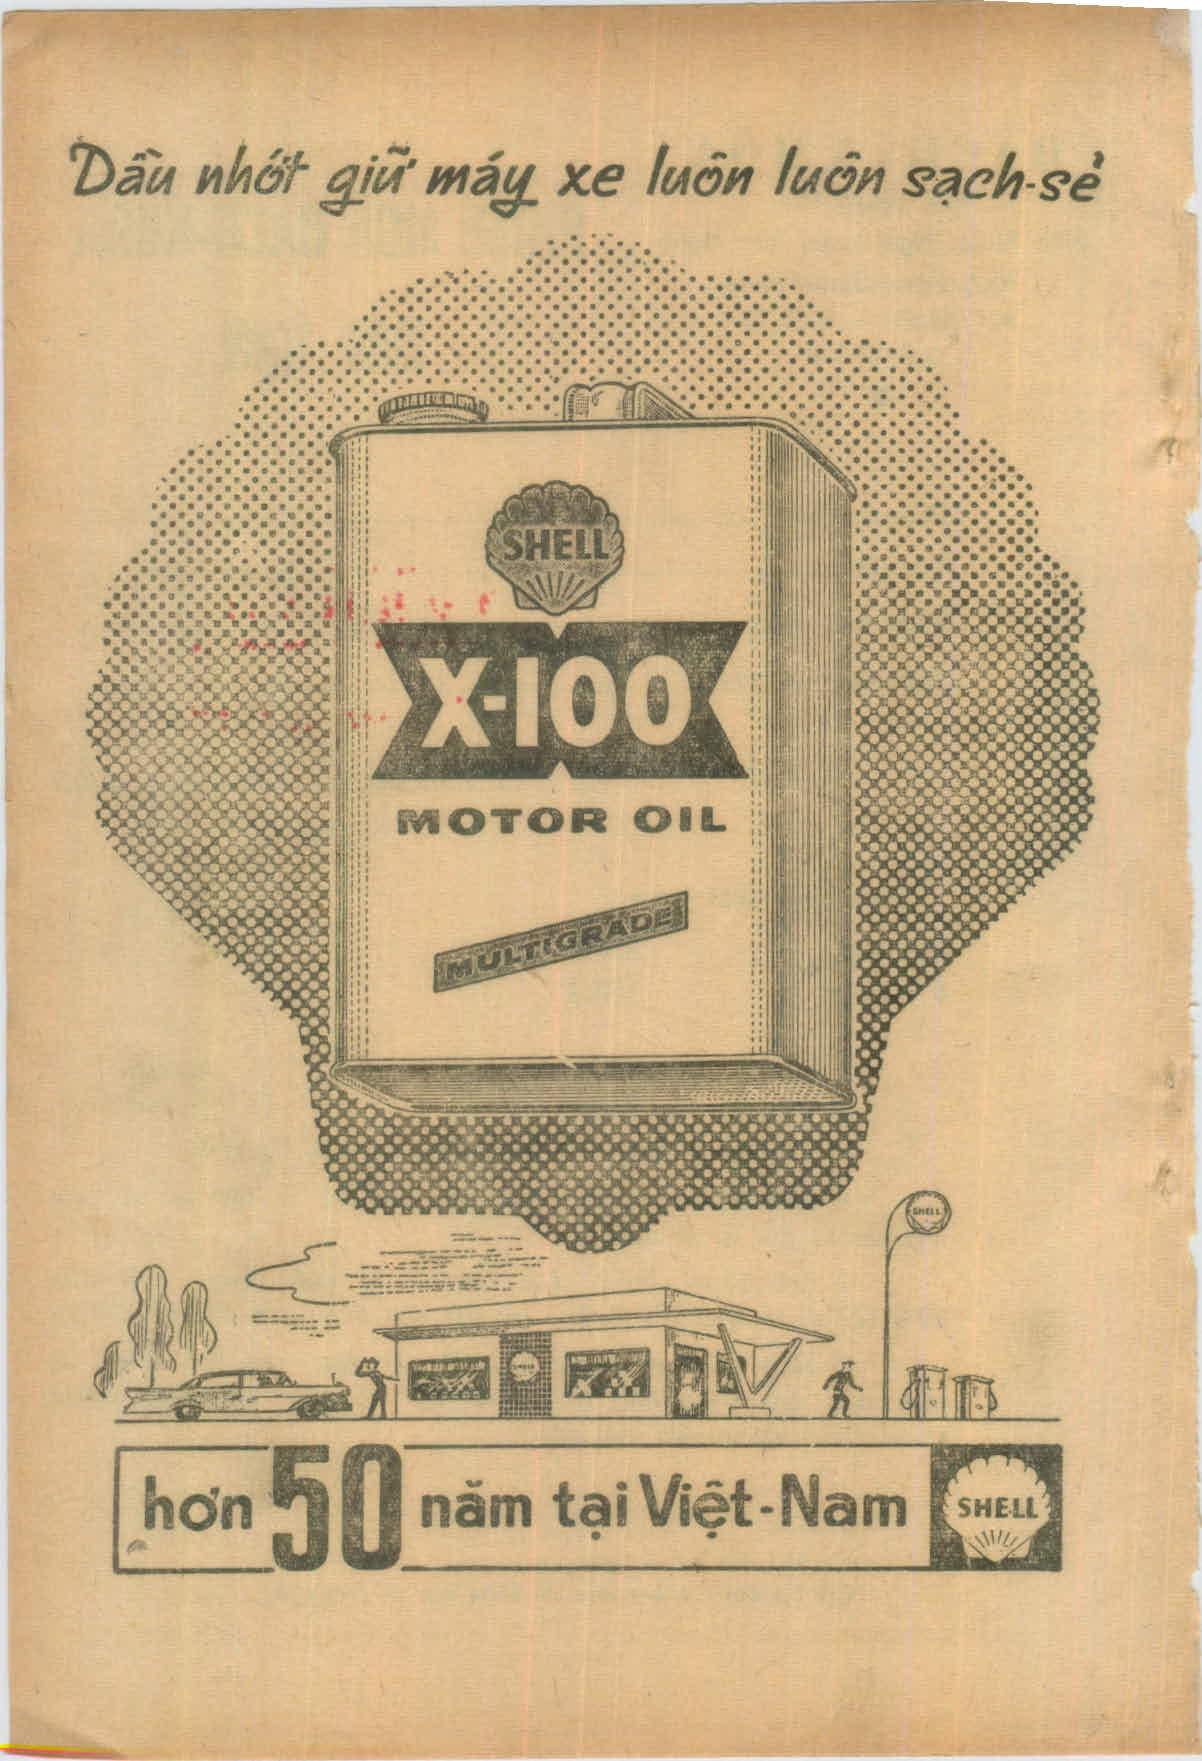 Dầu nhớt giữ máy xe luôn luôn sạch-sẻ
SHELL
X-100
MOTOR OIL
MULTIGRADE
SHELL
SHELL
hơn 50 năm tại Việt-Nam
SHELL